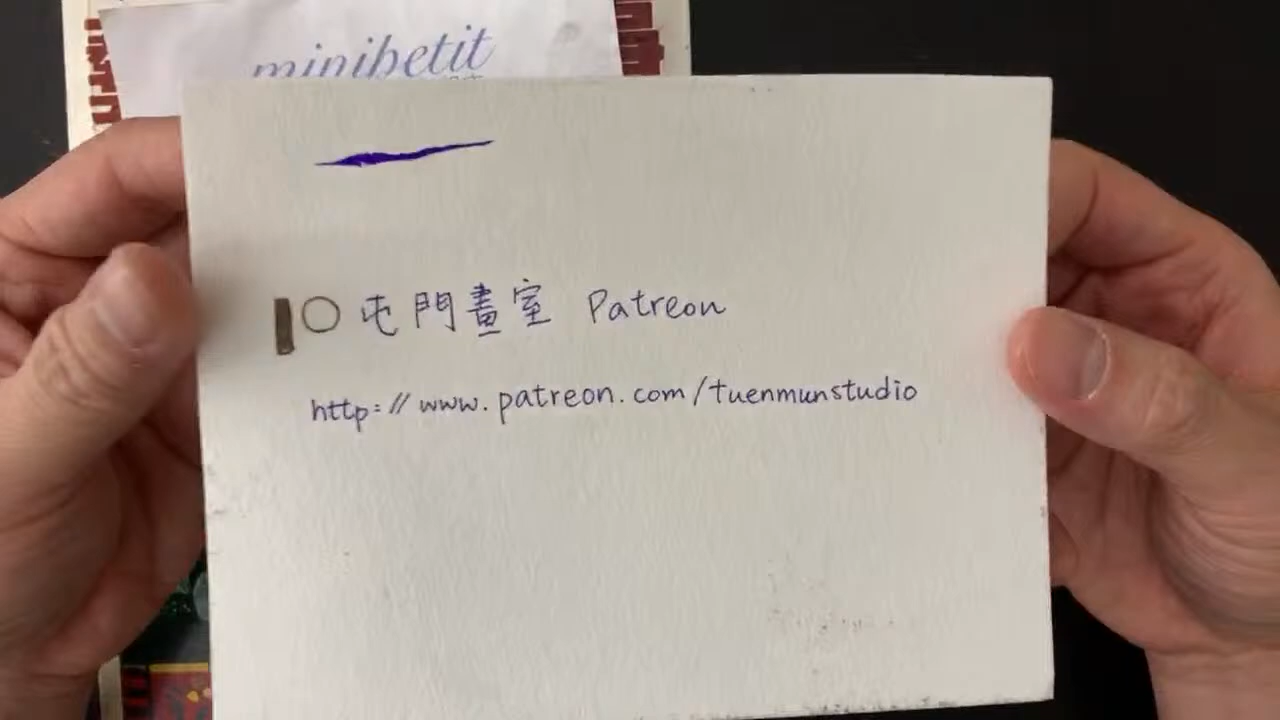 minibetit
屯門畫室 Patreon
http://www.patreon.com/tuenmunstudio